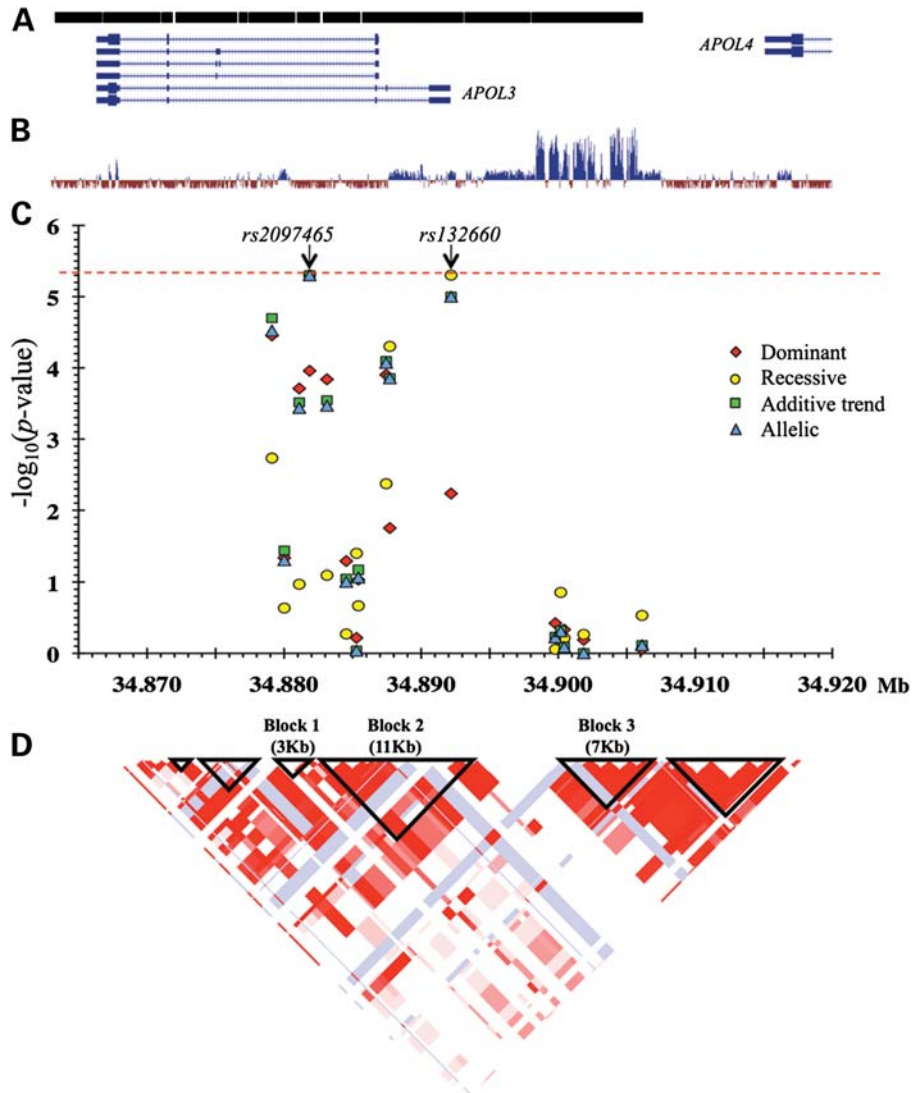 A
APOL4
APOL3
B
C
6
rs2097465
rs132660
5
4
3
2
1
0
-log10(p-value)
Dominant
Recessive
Additive trend
Allelic
34.870 34.880 34.890 34.900 34.910 34.920 Mb
D
Block 1 Block 2 Block 3
(3Kb) (11Kb) (7Kb)